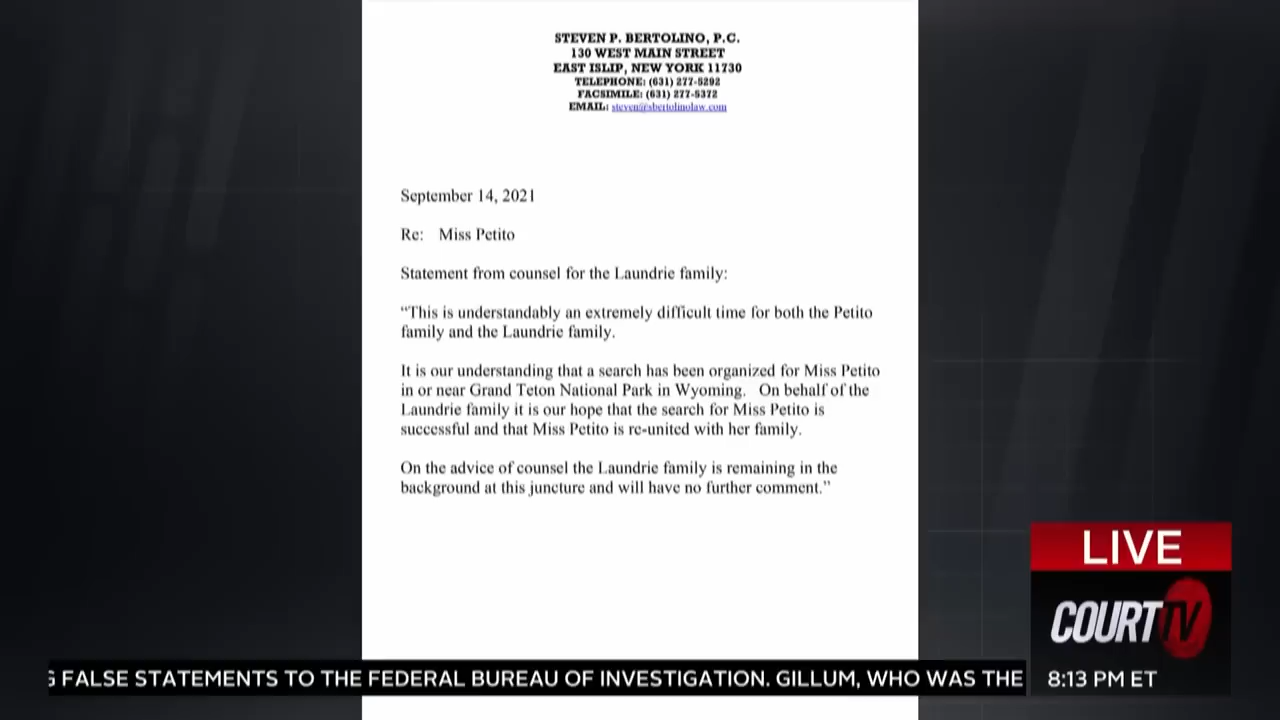 STEVEN P. BERTOLINO, P.C.
130 WEST MAIN STREET
EAST ISLIP, NEW YORK 11730
TELEPHONE: (631) 277-5292
FACSIMILE: (631) 277-5372
EMAIL: steven@sbertolinolaw.com
September 14, 2021
Re: Miss Petito
Statement from counsel for the Laundrie family:
“This is understandably an extremely difficult time for both the Petito
family and the Laundrie family.
It is our understanding that a search has been organized for Miss Petito
in or near Grand Teton National Park in Wyoming. On behalf of the
Laundrie family it is our hope that the search for Miss Petito is
successful and that Miss Petito is re-united with her family.
On the advice of counsel the Laundrie family is remaining in the
background at this juncture and will have no further comment.”
LIVE
COURT TV
FALSE STATEMENTS TO THE FEDERAL BUREAU OF INVESTIGATION. GILLUM, WHO WAS THE
8:13 PM ET